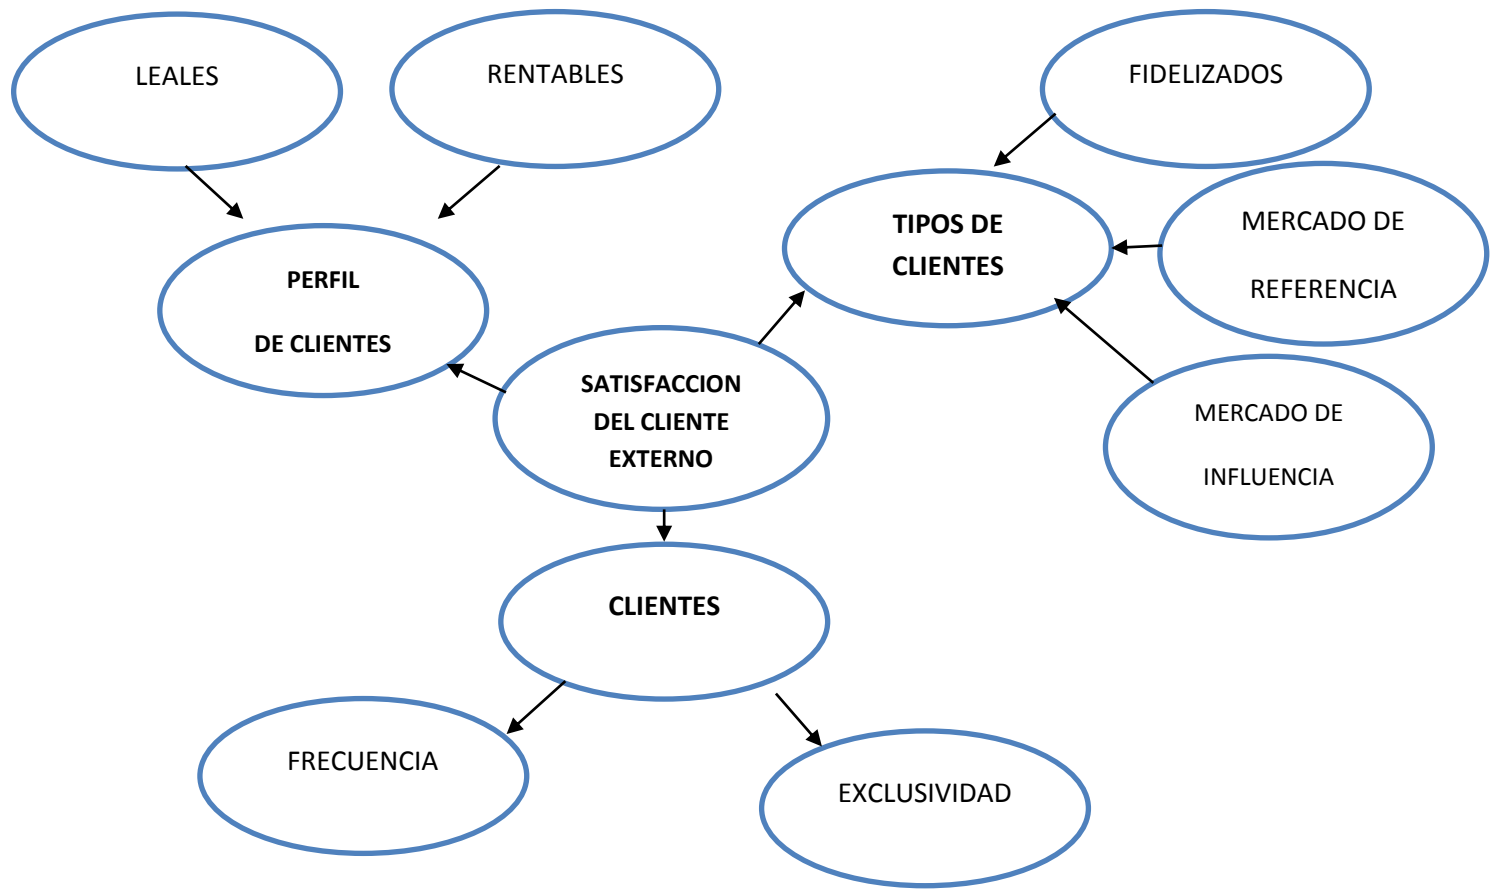 LEALES
RENTABLES
FIDELIZADOS
PERFIL
DE CLIENTES
TIPOS DE
CLIENTES
MERCADO DE
REFERENCIA
SATISFACCION
DEL CLIENTE
EXTERNO
MERCADO DE
INFLUENCIA
CLIENTES
FRECUENCIA
EXCLUSIVIDAD